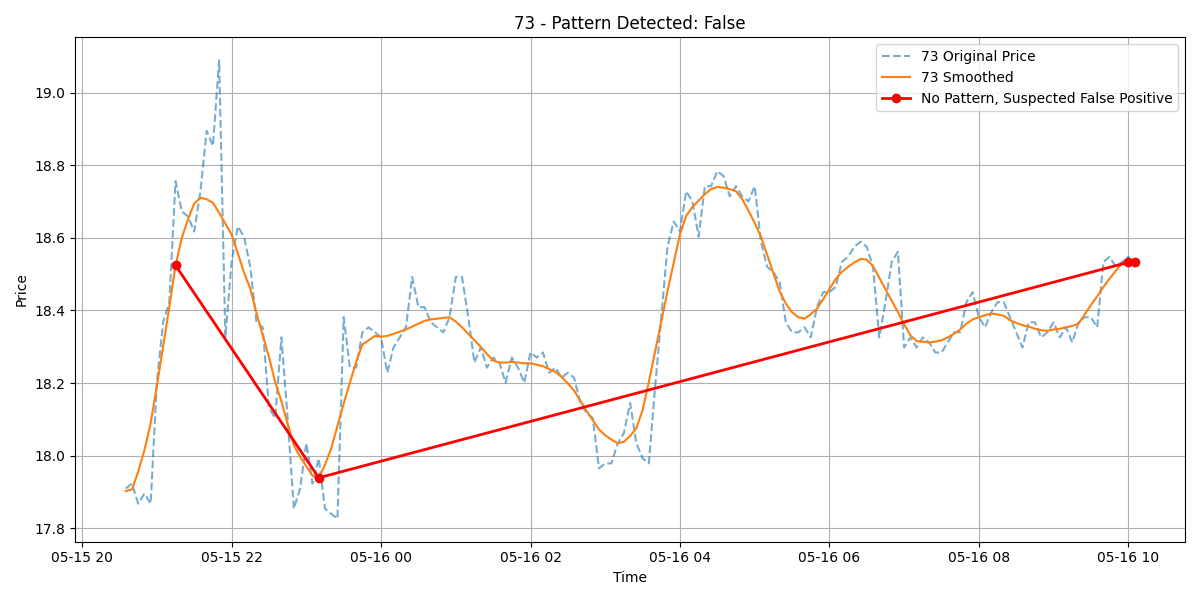 73 - Pattern Detected: False
73 Original Price
73 Smoothed
No Pattern, Suspected False Positive
Price
19.0
18.8
18.6
18.4
18.2
18.0
17.8
05-15 20 05-15 22 05-16 00 05-16 02 05-16 04 05-16 06 05-16 08 05-16 10
Time